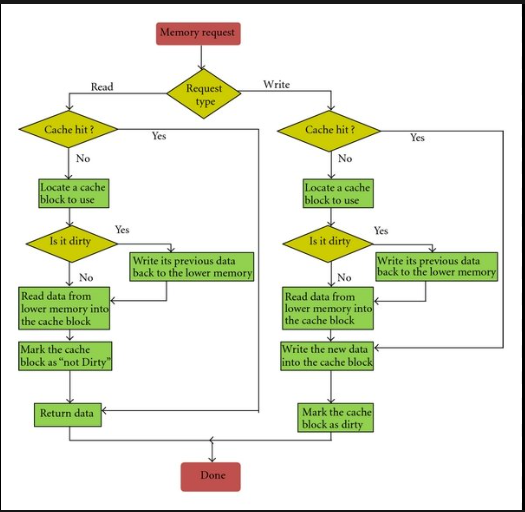 Memory request
Request
type
Read
Write
Cache hit ?
Yes
No
Locate a cache
block to use
Is it dirty
Yes
Write its previous data
back to the lower memory
No
Read data from
lower memory into
the cache block
Mark the cache
block as “not Dirty”
Return data
Cache hit ?
Yes
No
Locate a cache
block to use
Is it dirty
Yes
Write its previous data
back to the lower memory
No
Read data from
lower memory into
the cache block
Write the new data
into the cache block
Mark the cache
block as dirty
Done